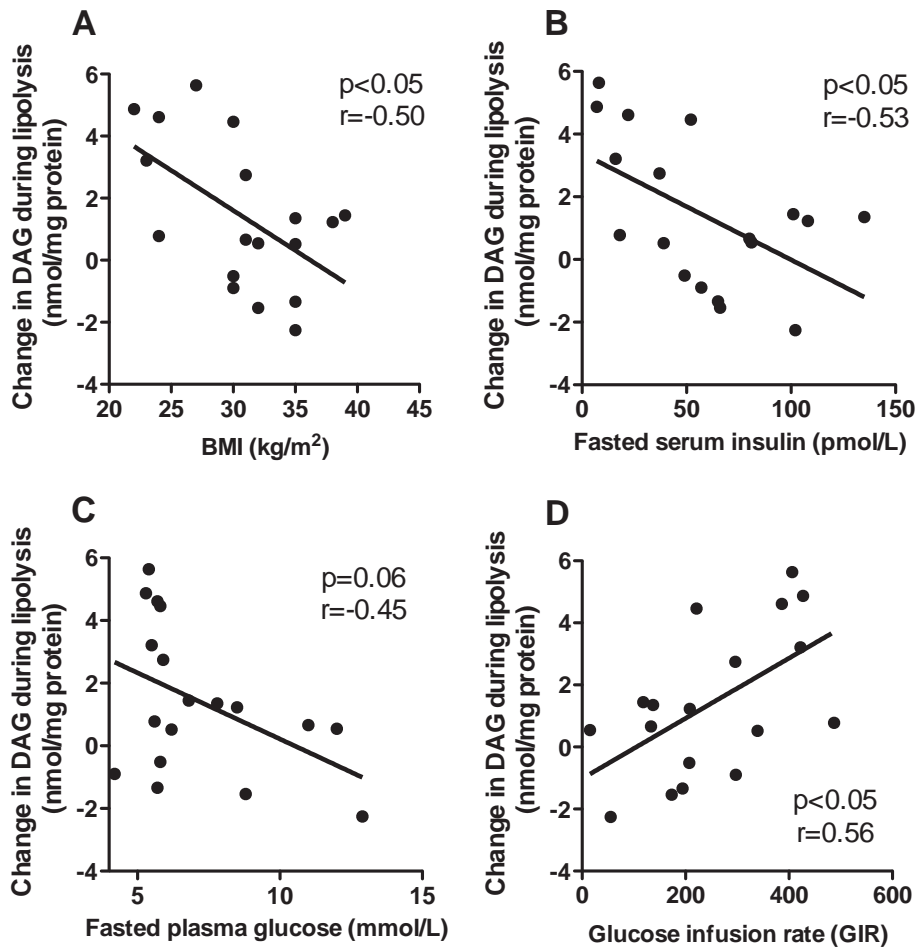 A
Change in DAG during lipolysis
(nmol/mg protein)
6
4
2
0
-2
-4
p<0.05
r=-0.50
20 25 30 35 40 45
BMI (kg/m²)
B
Change in DAG during lipolysis
(nmol/mg protein)
6
4
2
0
-2
-4
p<0.05
r=-0.53
0 50 100 150
Fasted serum insulin (pmol/L)
C
Change in DAG during lipolysis
(nmol/mg protein)
6
4
2
0
-2
-4
p=0.06
r=-0.45
5 10 15
Fasted plasma glucose (mmol/L)
D
Change in DAG during lipolysis
(nmol/mg protein)
6
4
2
0
-2
-4
p<0.05
r=0.56
0 200 400 600
Glucose infusion rate (GIR)